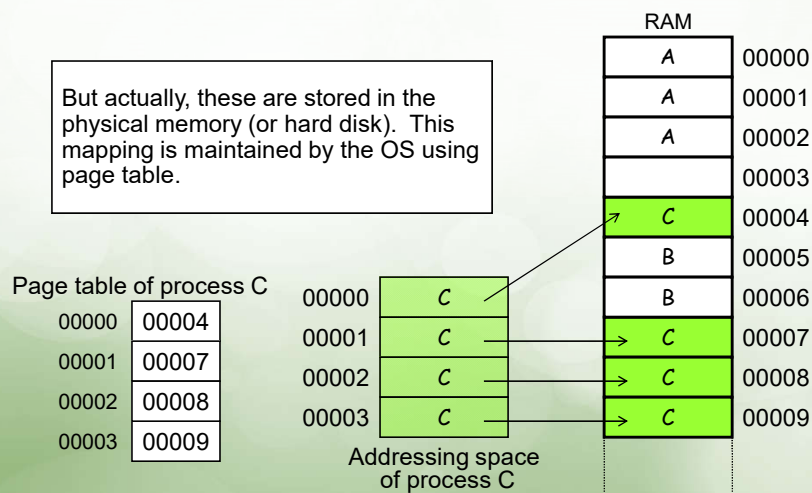 But actually, these are stored in the
physical memory (or hard disk). This
mapping is maintained by the OS using
page table.
Page table of process C
00000 00004
00001 00007
00002 00008
00003 00009
00000 C
00001 C
00002 C
00003 C
Addressing space
of process C
RAM
A 00000
A 00001
A 00002
00003
C 00004
B 00005
B 00006
C 00007
C 00008
C 00009